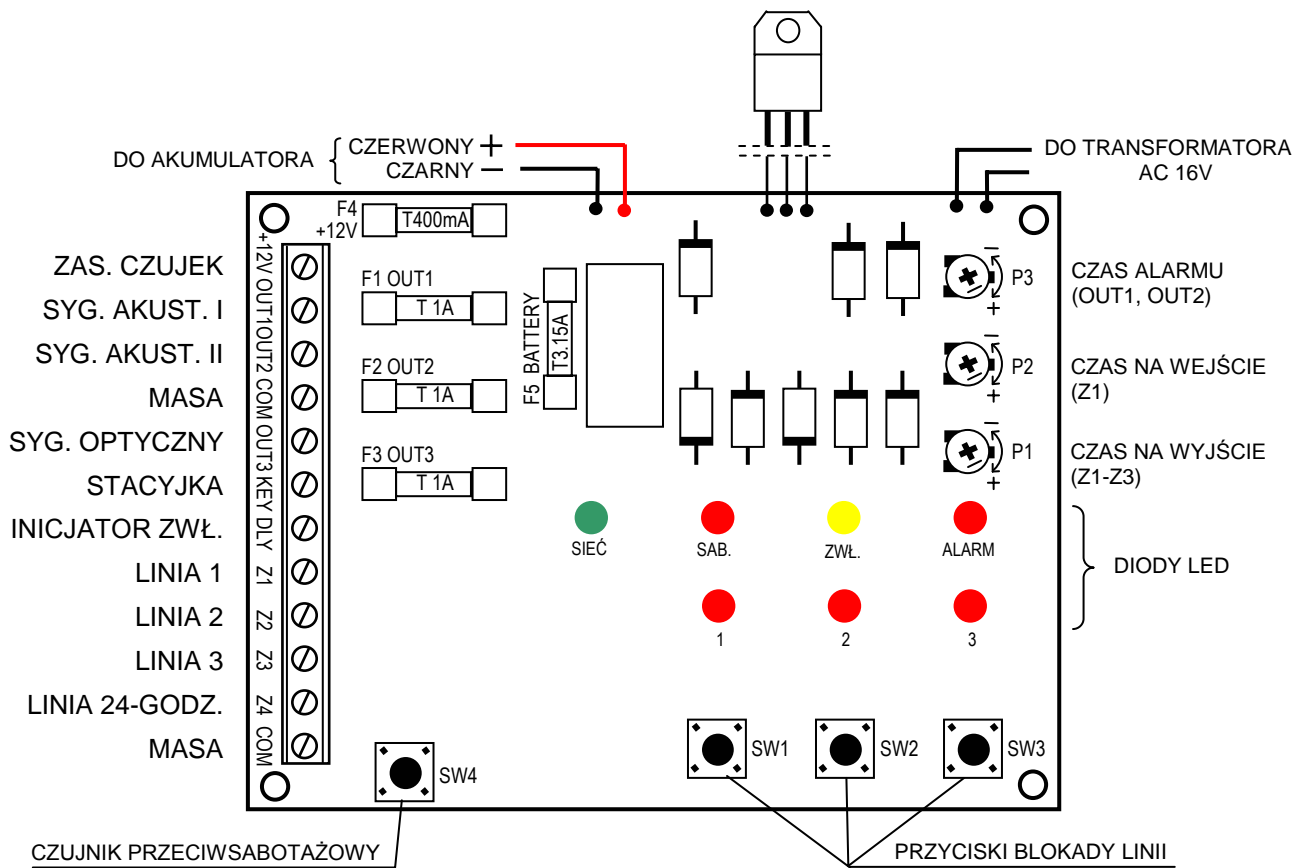 DO AKUMULATORA
CZERWONY +
CZARNY −
DO TRANSFORMATORA
AC 16V
F4
+12V
T400mA
F1 OUT1
T 1A
F2 OUT2
T 1A
F3 OUT3
T 1A
F5 BATTERY
T3.15A
ZAS. CZUJEK
SYG. AKUST. I
SYG. AKUST. II
MASA
SYG. OPTYCZNY
STACYJKA
INICJATOR ZWŁ.
LINIA 1
LINIA 2
LINIA 3
LINIA 24-GODZ.
MASA
+12V
OUT1
OUT2
COM
OUT3
KEY
DLY
Z1
Z2
Z3
Z4
COM
− P3 +
CZAS ALARMU
(OUT1, OUT2)
− P2 +
CZAS NA WEJŚCIE
(Z1)
− P1 +
CZAS NA WYJŚCIE
(Z1-Z3)
SIEĆ
SAB.
ZWŁ.
ALARM
1
2
3
DIODY LED
SW4
SW1
SW2
SW3
CZUJNIK PRZECIWSABOTAŻOWY
PRZYCISKI BLOKADY LINII